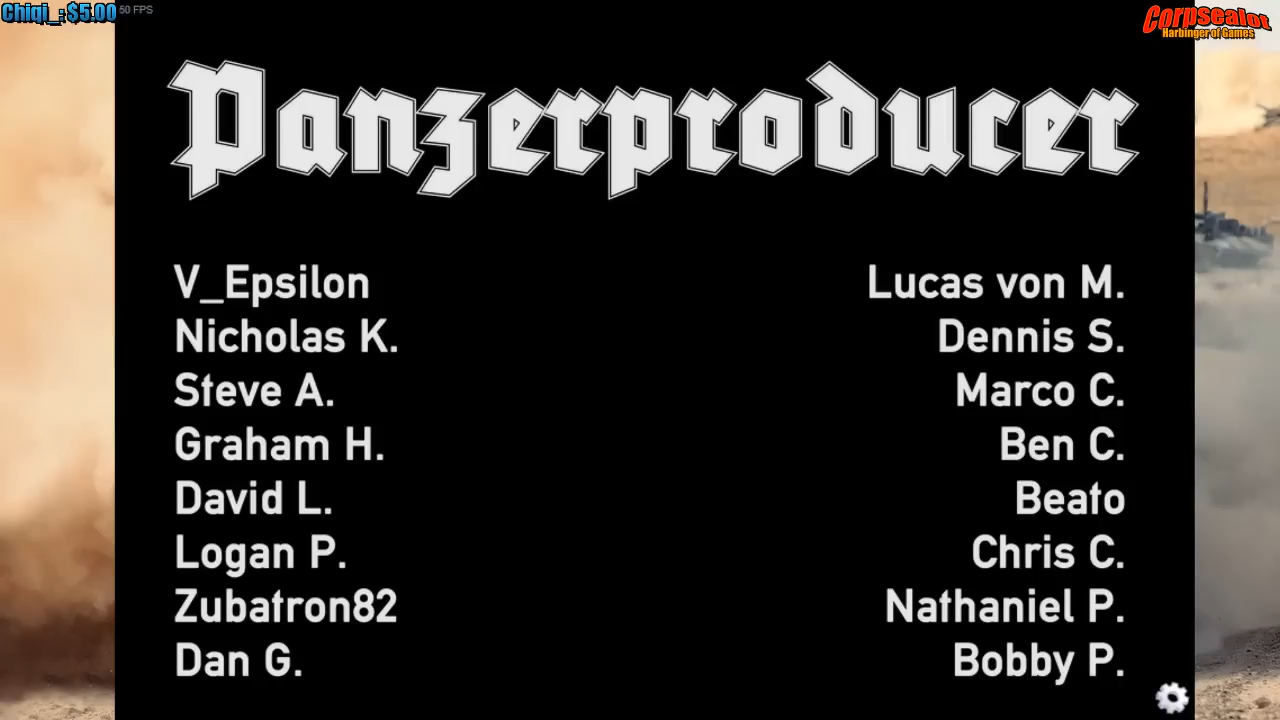 Chiqi_: $5.00
50 FPS
Corpsealot
Harbinger of Games
Panzerproducer
V_Epsilon
Lucas von M.
Nicholas K.
Dennis S.
Steve A.
Marco C.
Graham H.
Ben C.
David L.
Beato
Logan P.
Chris C.
Zubatron82
Nathaniel P.
Dan G.
Bobby P.